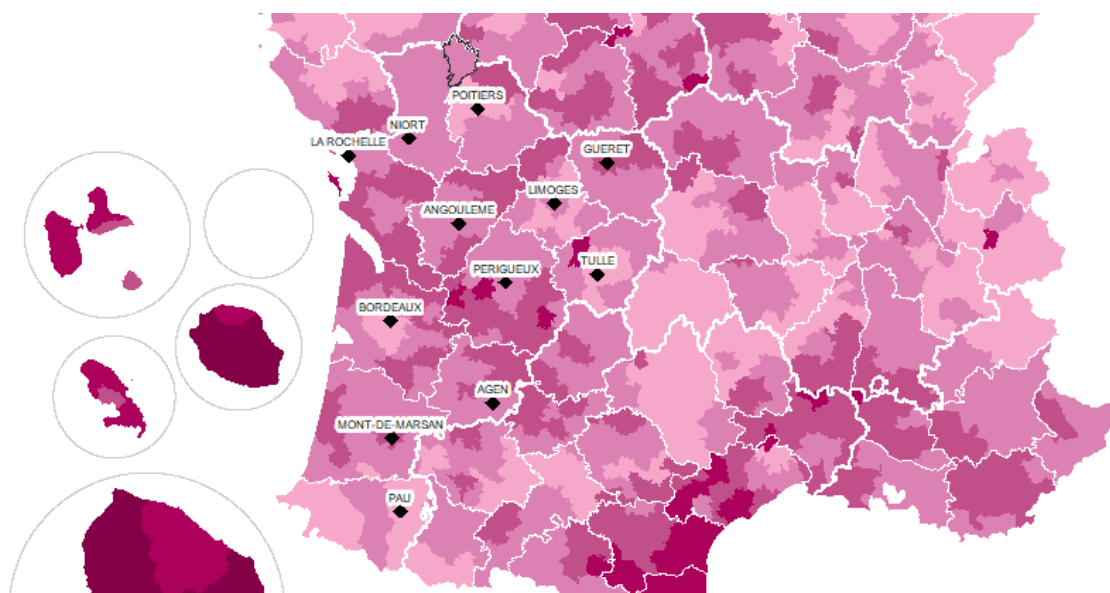 POITIERS
NIORT
LA ROCHELLE
GUERET
LIMOGES
ANGOULEME
TULLE
PERIGUEUX
BORDEAUX
AGEN
MONT-DE-MARSAN
PAU